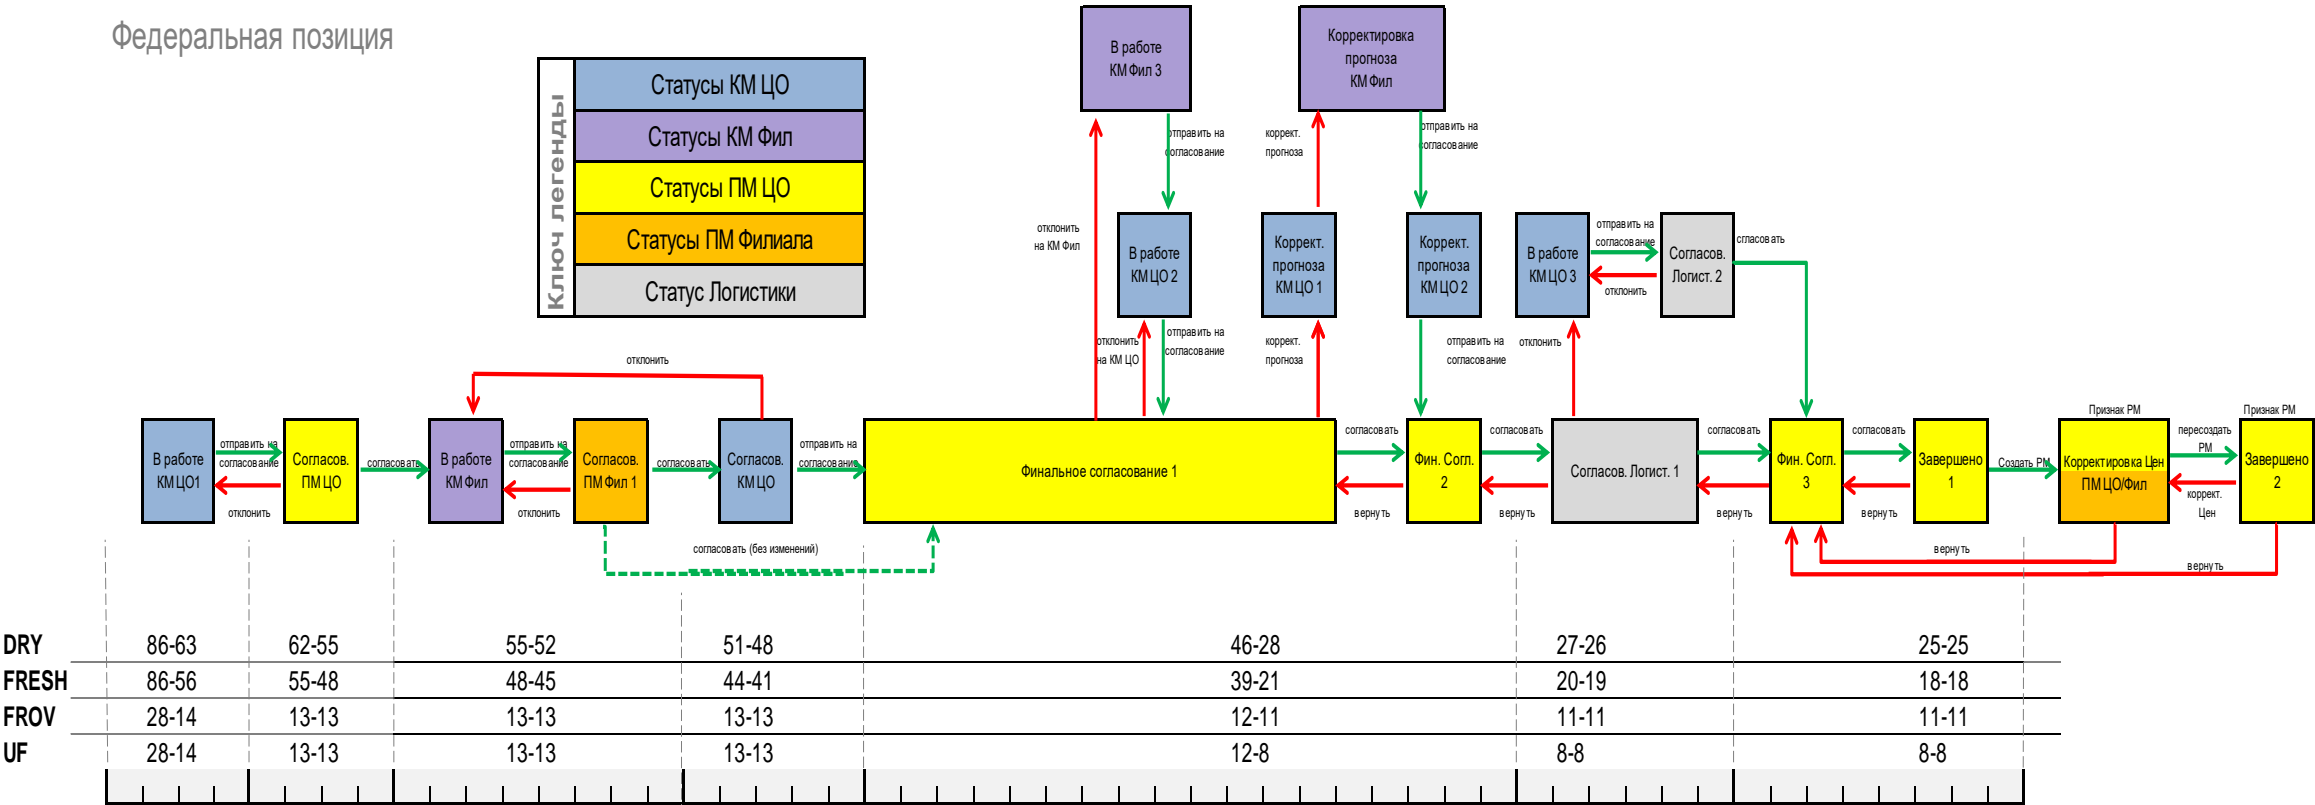 Федеральная позиция
Ключ легенды
Статусы КМ ЦО
Статусы КМ Фил
Статусы ПМ ЦО
Статусы ПМ Филиала
Статус Логистики
В работе
КМ Фил 3
Корректировка
прогноза
КМ Фил
отправить на
согласование
коррект.
прогноза
отправить на
согласование
отклонить
на КМ Фил
В работе
КМ ЦО 2
Коррект.
прогноза
КМ ЦО 1
Коррект.
прогноза
КМ ЦО 2
В работе
КМ ЦО 3
отправить на
согласование
отклонить
Согласов.
Логист. 2
сгласовать
отклонить
на КМ ЦО
отправить на
согласование
коррект.
прогноза
отправить на
согласование
отклонить
отклонить
В работе
КМ ЦО1
отправить на
согласование
отклонить
Согласов.
ПМ ЦО
согласовать
В работе
КМ Фил
отправить на
согласование
отклонить
Согласов.
ПМ Фил 1
согласовать
Согласов.
КМ ЦО
отправить на
согласование
Финальное согласование 1
согласовать
вернуть
Фин. Согл.
2
согласовать
вернуть
Согласов. Логист. 1
согласовать
вернуть
Фин. Согл.
3
согласовать
вернуть
Завершено
1
Создать РМ
Признак РМ
Корректировка Цен
ПМ ЦО/Фил
пересоздать
РМ
коррект.
Цен
Признак РМ
Завершено
2
согласовать (без изменений)
вернуть
вернуть
DRY 86-63 62-55 55-52 51-48 46-28 27-26 25-25
FRESH 86-56 55-48 48-45 44-41 39-21 20-19 18-18
FROV 28-14 13-13 13-13 13-13 12-11 11-11 11-11
UF 28-14 13-13 13-13 13-13 12-8 8-8 8-8